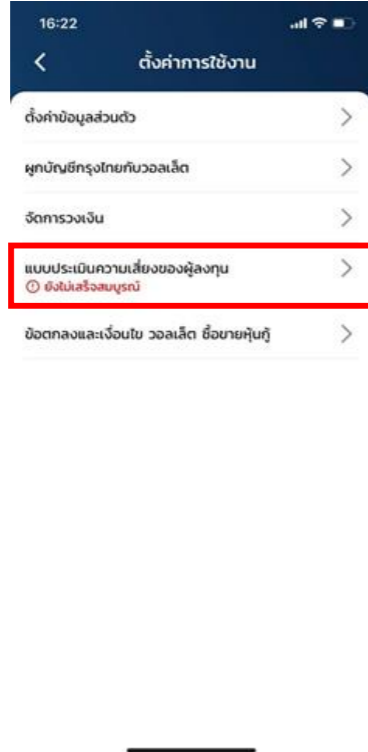 16:22
ตั้งค่าการใช้งาน
ตั้งค่าข้อมูลส่วนตัว
ผูกบัญชีกรุงไทยกับวอลเล็ต
จัดการวงเงิน
แบบประเมินความเสี่ยงของผู้ลงทุน
ยังไม่เสร็จสมบูรณ์
ข้อตกลงและเงื่อนไข วอลเล็ต ซื้อขายหุ้นกู้